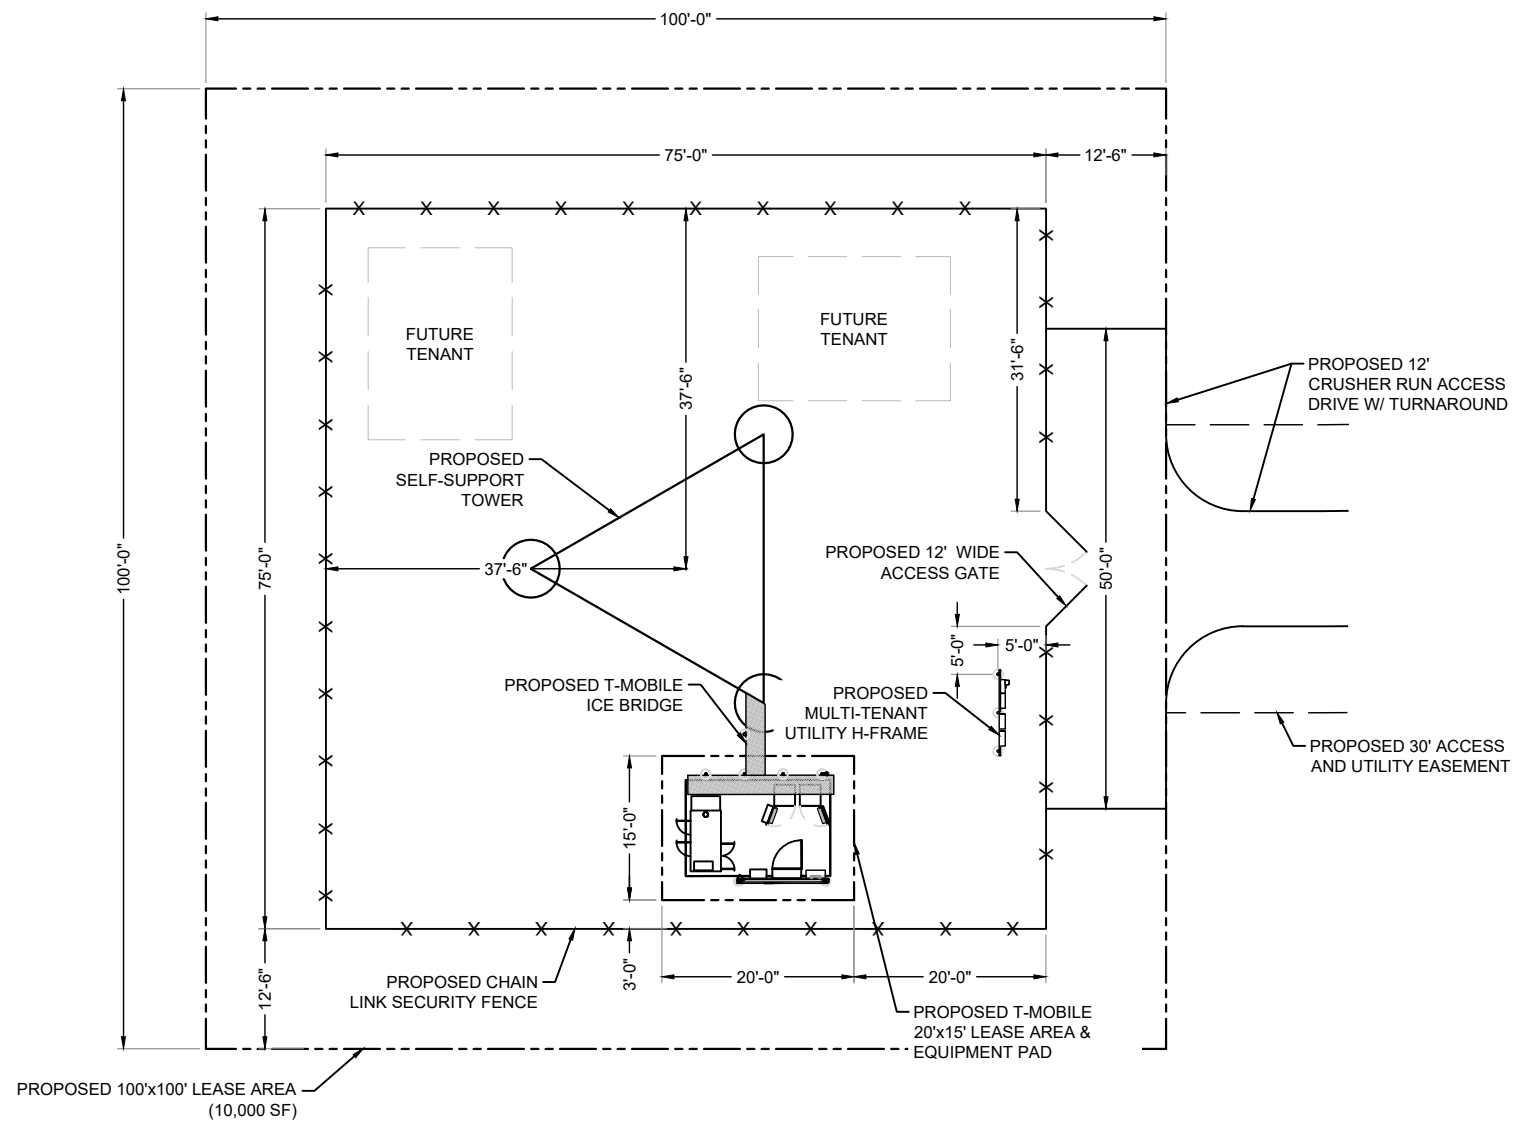 100'-0"
75'-0"
12'-6"
FUTURE
TENANT
FUTURE
TENANT
37'-6"
31'-6"
PROPOSED 12'
CRUSHER RUN ACCESS
DRIVE W/ TURNAROUND
PROPOSED
SELF-SUPPORT
TOWER
100'-0"
75'-0"
37'-6"
PROPOSED 12' WIDE
ACCESS GATE
50'-0"
5'-0"
5'-0"
PROPOSED T-MOBILE
ICE BRIDGE
PROPOSED
MULTI-TENANT
UTILITY H-FRAME
PROPOSED 30' ACCESS
AND UTILITY EASEMENT
15'-0"
12'-6"
3'-0"
20'-0"
20'-0"
PROPOSED CHAIN
LINK SECURITY FENCE
PROPOSED T-MOBILE
20'x15' LEASE AREA &
EQUIPMENT PAD
PROPOSED 100'x100' LEASE AREA
(10,000 SF)